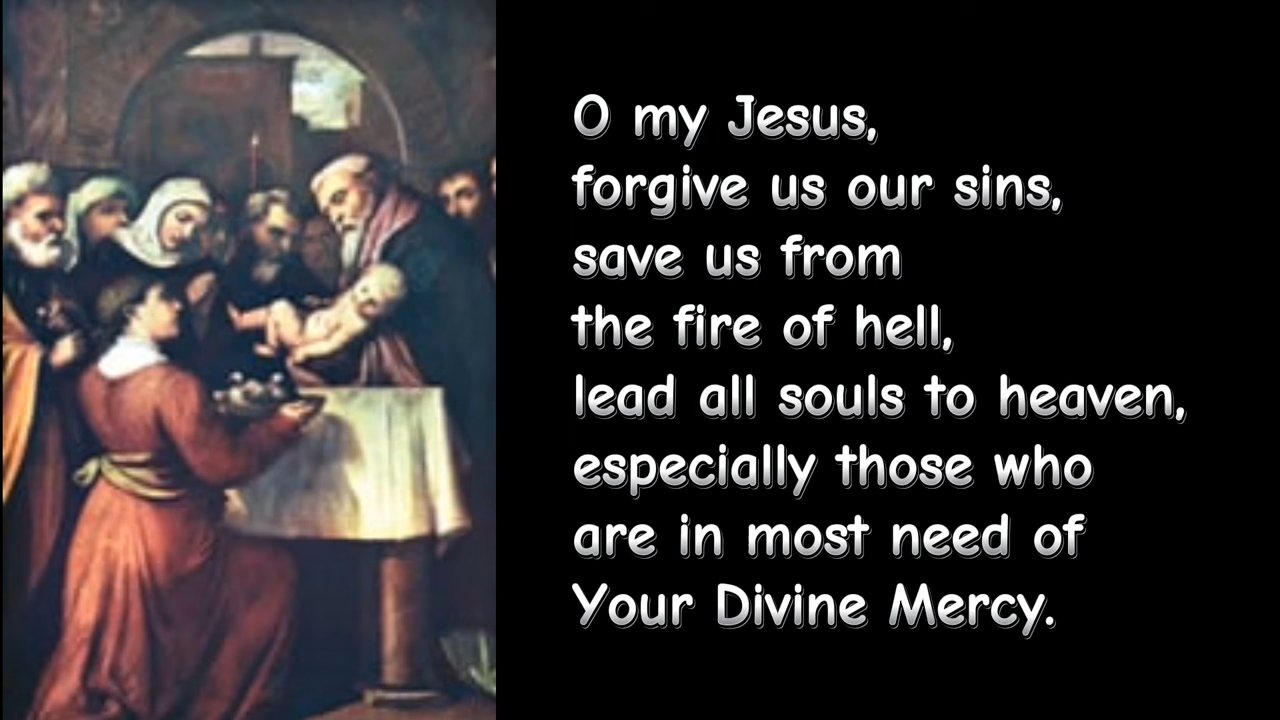 O my Jesus,
forgive us our sins,
save us from
the fire of hell,
lead all souls to heaven,
especially those who
are in most need of
Your Divine Mercy.